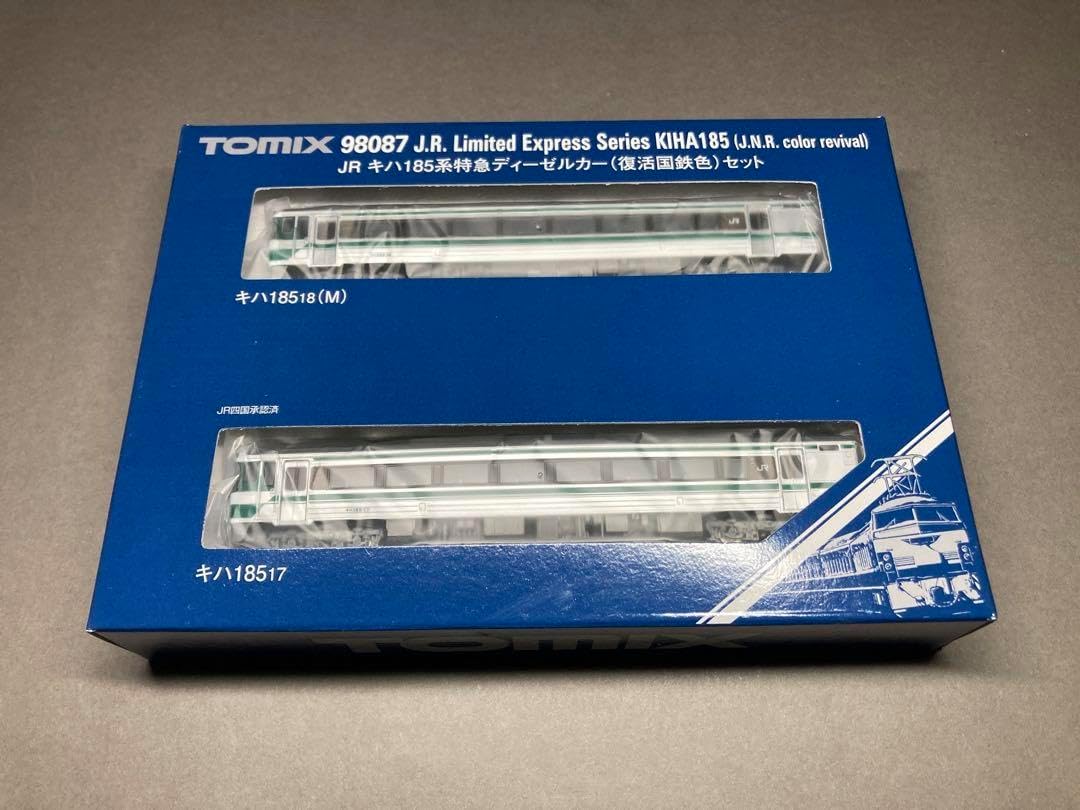 TOMIX 98087 J.R. Limited Express Series KIHA185 (J.N.R. color revival)
JR キハ185系特急ディーゼルカー(復活国鉄色)セット
JR
キハ18518(M)
JR四国承認済
JR
キハ18517
TOMIX